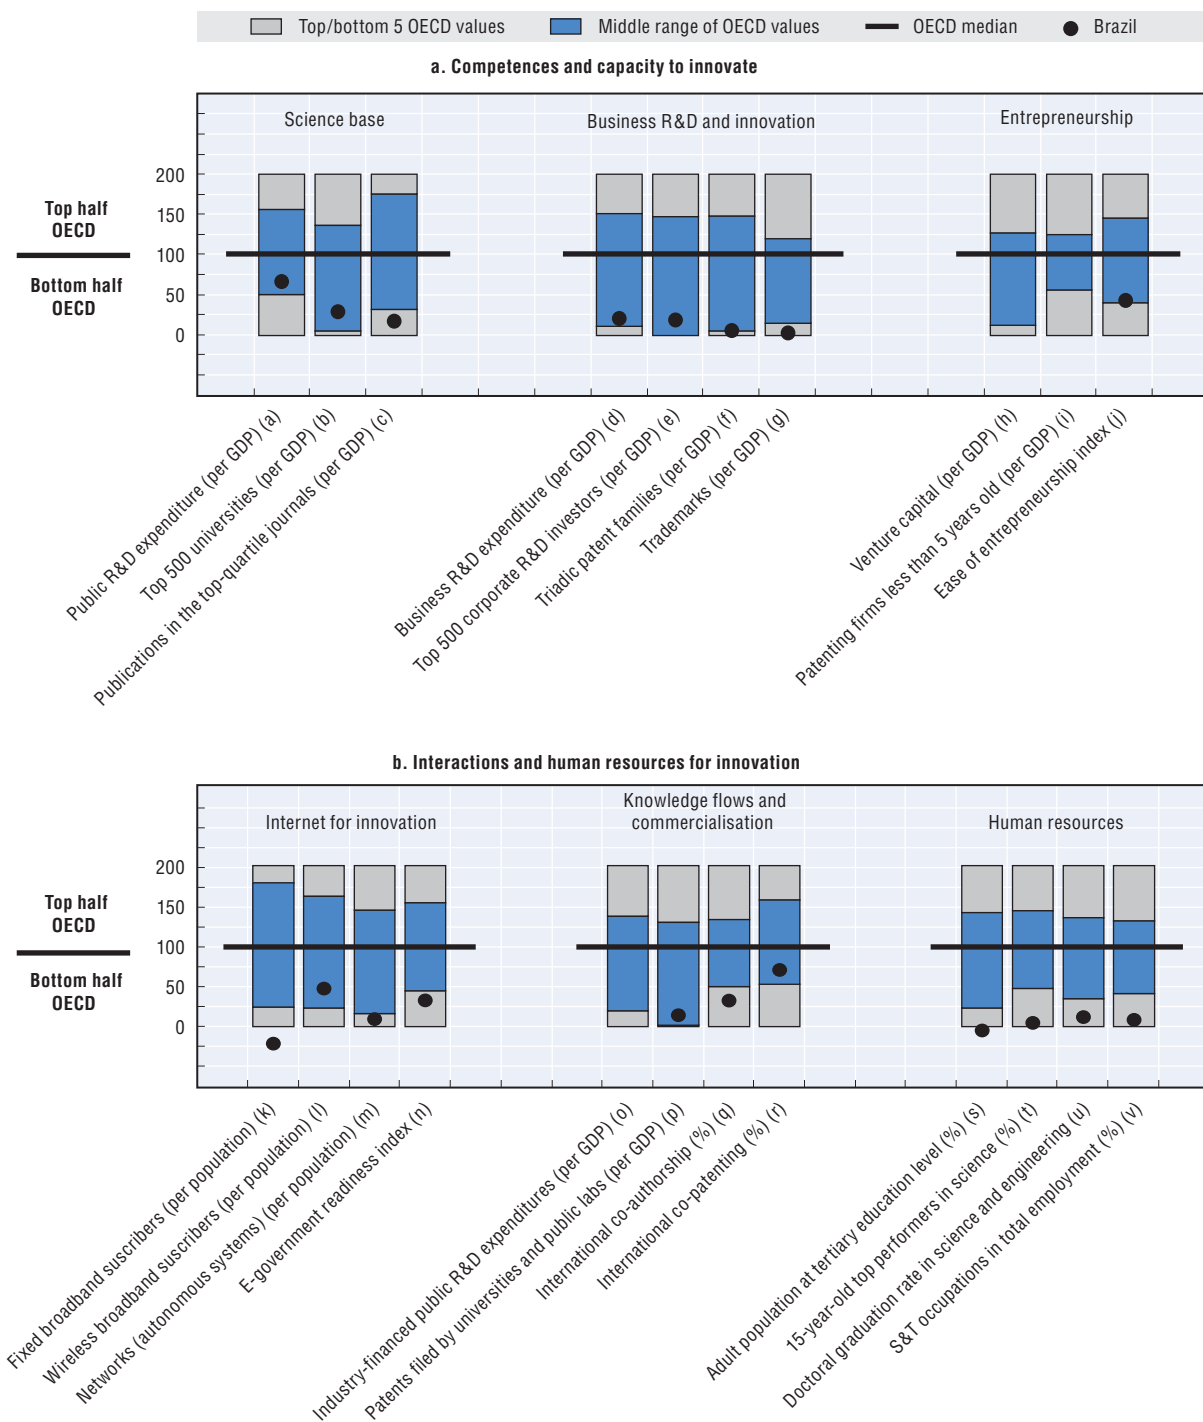 Top/bottom 5 OECD values
Middle range of OECD values
OECD median
Brazil
a. Competences and capacity to innovate
Science base
Business R&D and innovation
Entrepreneurship
200
150
100
50
0
Top half
OECD
Bottom half
OECD
Public R&D expenditure (per GDP) (a)
Top 500 universities (per GDP) (b)
Publications in the top-quartile journals (per GDP) (c)
Business R&D expenditure (per GDP) (d)
Top 500 corporate R&D investors (per GDP) (e)
Triadic patent families (per GDP) (f)
Trademarks (per GDP) (g)
Venture capital (per GDP) (h)
Patenting firms less than 5 years old (per GDP) (i)
Ease of entrepreneurship index (j)
b. Interactions and human resources for innovation
Internet for innovation
Knowledge flows and
commercialisation
Human resources
200
150
100
50
0
Top half
OECD
Bottom half
OECD
Fixed broadband suscribers (per population) (k)
Wireless broadband suscribers (per population) (l)
Networks (autonomous systems) (per population) (m)
E-government readiness index (n)
Industry-financed public R&D expenditures (per GDP) (o)
Patents filed by universities and public labs (per GDP) (p)
International co-authorship (%) (q)
International co-patenting (%) (r)
Adult population at tertiary education level (%) (s)
15-year-old top performers in science (%) (t)
Doctoral graduation rate in science and engineering (u)
S&T occupations in total employment (%) (v)